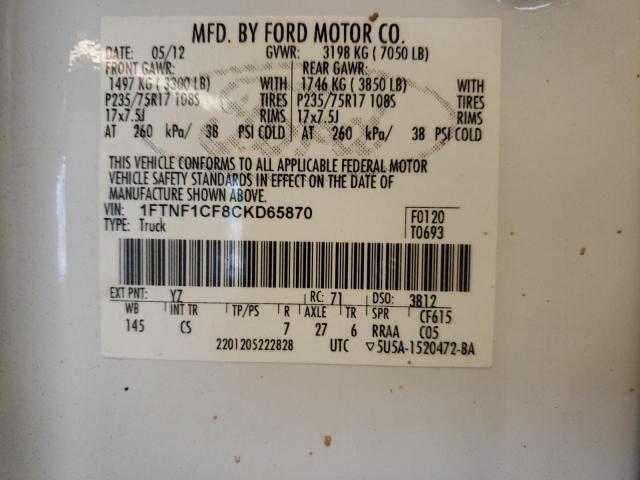 MFD. BY FORD MOTOR CO.
DATE: 05/12 GVWR: 3198 KG ( 7050 LB)
FRONT GAWR: REAR GAWR:
1497 KG ( 3300 LB) WITH 1746 KG ( 3850 LB) WITH
P235/75R17 108S TIRES P235/75R17 108S TIRES
17x7.5J RIMS 17x7.5J RIMS
AT 260 kPa/ 38 PSI COLD AT 260 kPa/ 38 PSI COLD
THIS VEHICLE CONFORMS TO ALL APPLICABLE FEDERAL MOTOR
VEHICLE SAFETY STANDARDS IN EFFECT ON THE DATE OF
MANUFACTURE SHOWN ABOVE.
VIN: 1FTNF1CF8CKD65870 F0120
TYPE: Truck T0693
EXT PNT: YZ RC: 71 DSO: 3812
WB INT TR TP/PS R AXLE TR SPR CF615
145 CS 7 27 6 RRAA C05
2201205222828 UTC ▽5U5A-1520472-BA